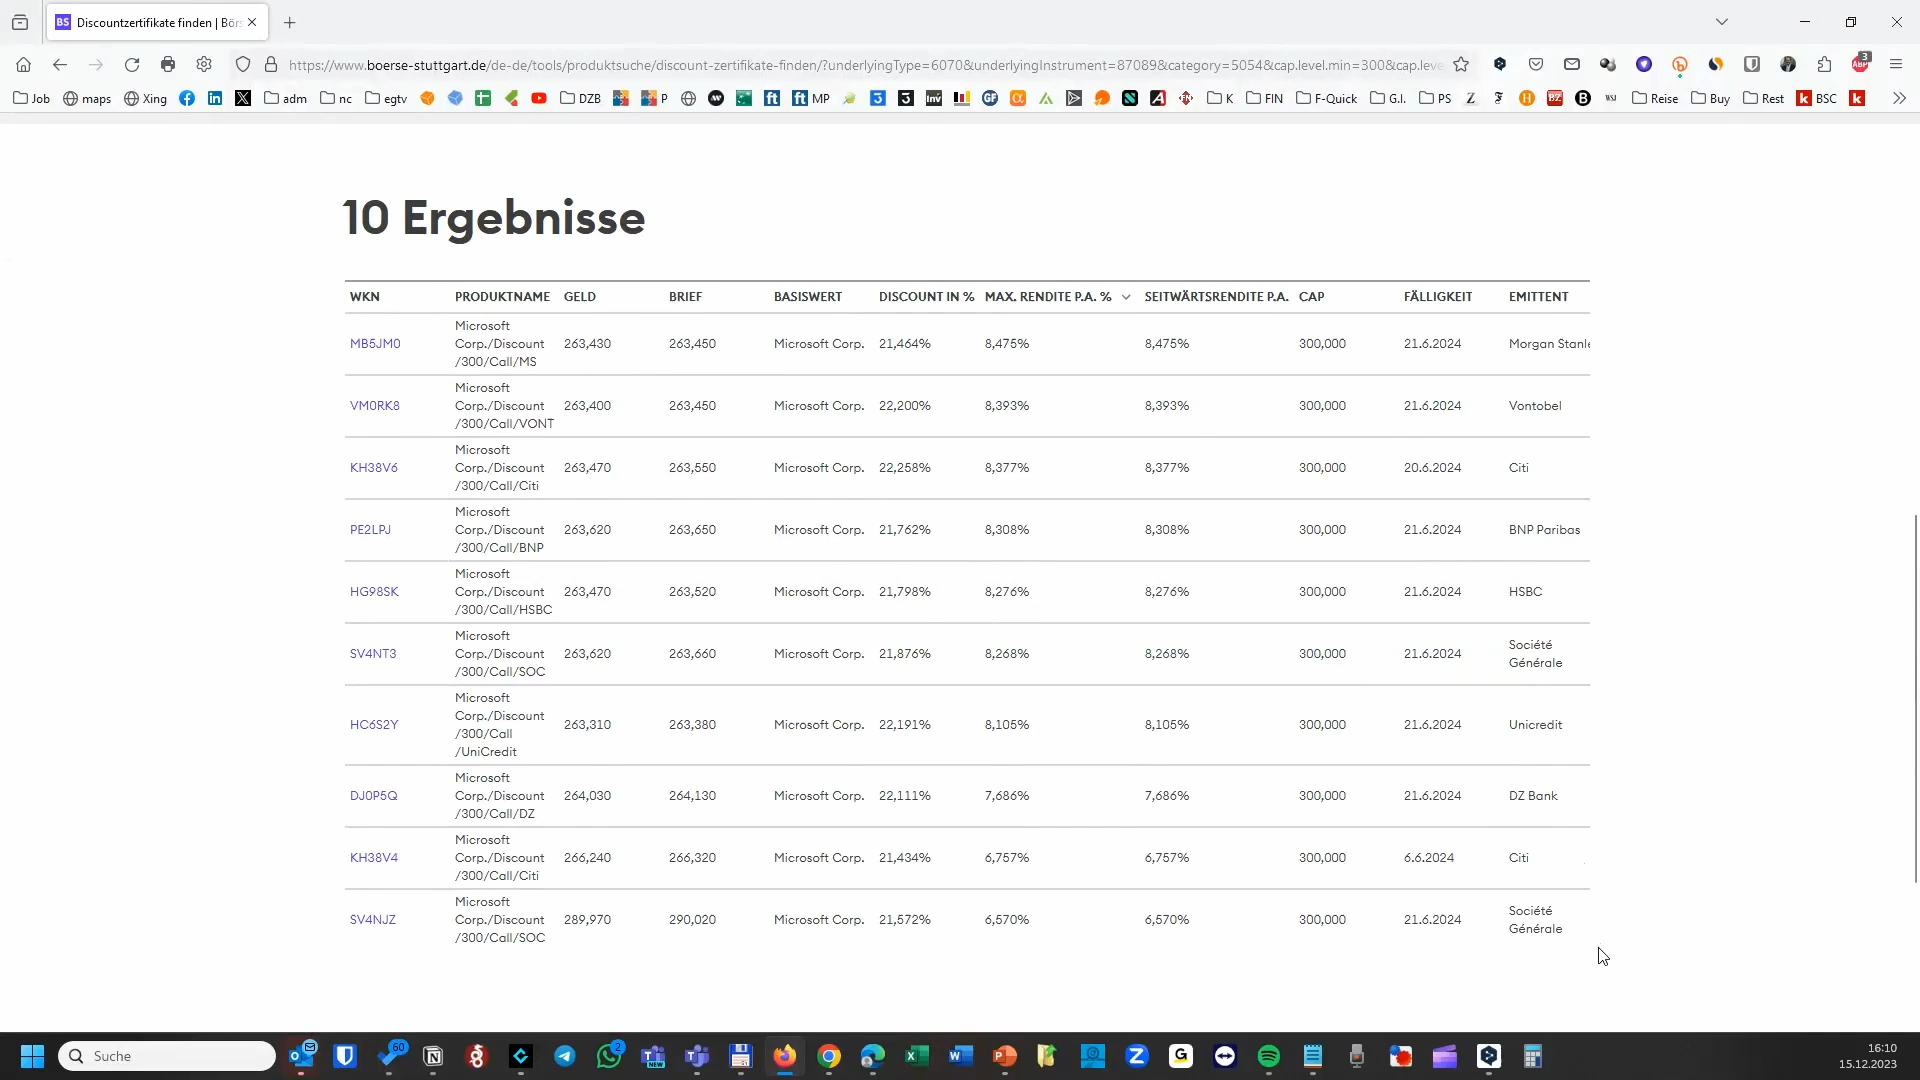 Discountzertifikate finden | Börs
https://www.boerse-stuttgart.de/de-de/tools/produktsuche/discount-zertifikate-finden/?underlyingType=6070&underlyingInstrument=87089&category=5054&cap.level.min=300&cap.leve
3
Job maps Xing adm nc egtv DZB P MP K FIN F-Quick G.I. PS Reise Buy Rest BSC
10 Ergebnisse
WKN PRODUKTNAME GELD BRIEF BASISWERT DISCOUNT IN % MAX. RENDITE P.A. % SEITWÄRTSRENDITE P.A. CAP FÄLLIGKEIT EMITTENT
Microsoft
MB5JM0 Corp./Discount 263,430 263,450 Microsoft Corp. 21,464% 8,475% 8,475% 300,000 21.6.2024 Morgan Stanle
/300/Call/MS
Microsoft
VM0RK8 Corp./Discount 263,400 263,450 Microsoft Corp. 22,200% 8,393% 8,393% 300,000 21.6.2024 Vontobel
/300/Call/VONT
Microsoft
KH38V6 Corp./Discount 263,470 263,550 Microsoft Corp. 22,258% 8,377% 8,377% 300,000 20.6.2024 Citi
/300/Call/Citi
Microsoft
PE2LPJ Corp./Discount 263,620 263,650 Microsoft Corp. 21,762% 8,308% 8,308% 300,000 21.6.2024 BNP Paribas
/300/Call/BNP
Microsoft
HG98SK Corp./Discount 263,470 263,520 Microsoft Corp. 21,798% 8,276% 8,276% 300,000 21.6.2024 HSBC
/300/Call/HSBC
Microsoft Société
SV4NT3 Corp./Discount 263,620 263,660 Microsoft Corp. 21,876% 8,268% 8,268% 300,000 21.6.2024 Générale
/300/Call/SOC
Microsoft
Corp./Discount
HC6S2Y /300/Call 263,310 263,380 Microsoft Corp. 22,191% 8,105% 8,105% 300,000 21.6.2024 Unicredit
/UniCredit
Microsoft
DJ0P5Q Corp./Discount 264,030 264,130 Microsoft Corp. 22,111% 7,686% 7,686% 300,000 21.6.2024 DZ Bank
/300/Call/DZ
Microsoft
KH38V4 Corp./Discount 266,240 266,320 Microsoft Corp. 21,434% 6,757% 6,757% 300,000 6.6.2024 Citi
/300/Call/Citi
Microsoft Société
SV4NJZ Corp./Discount 289,970 290,020 Microsoft Corp. 21,572% 6,570% 6,570% 300,000 21.6.2024 Générale
/300/Call/SOC
Suche 60 2 16:10
15.12.2023